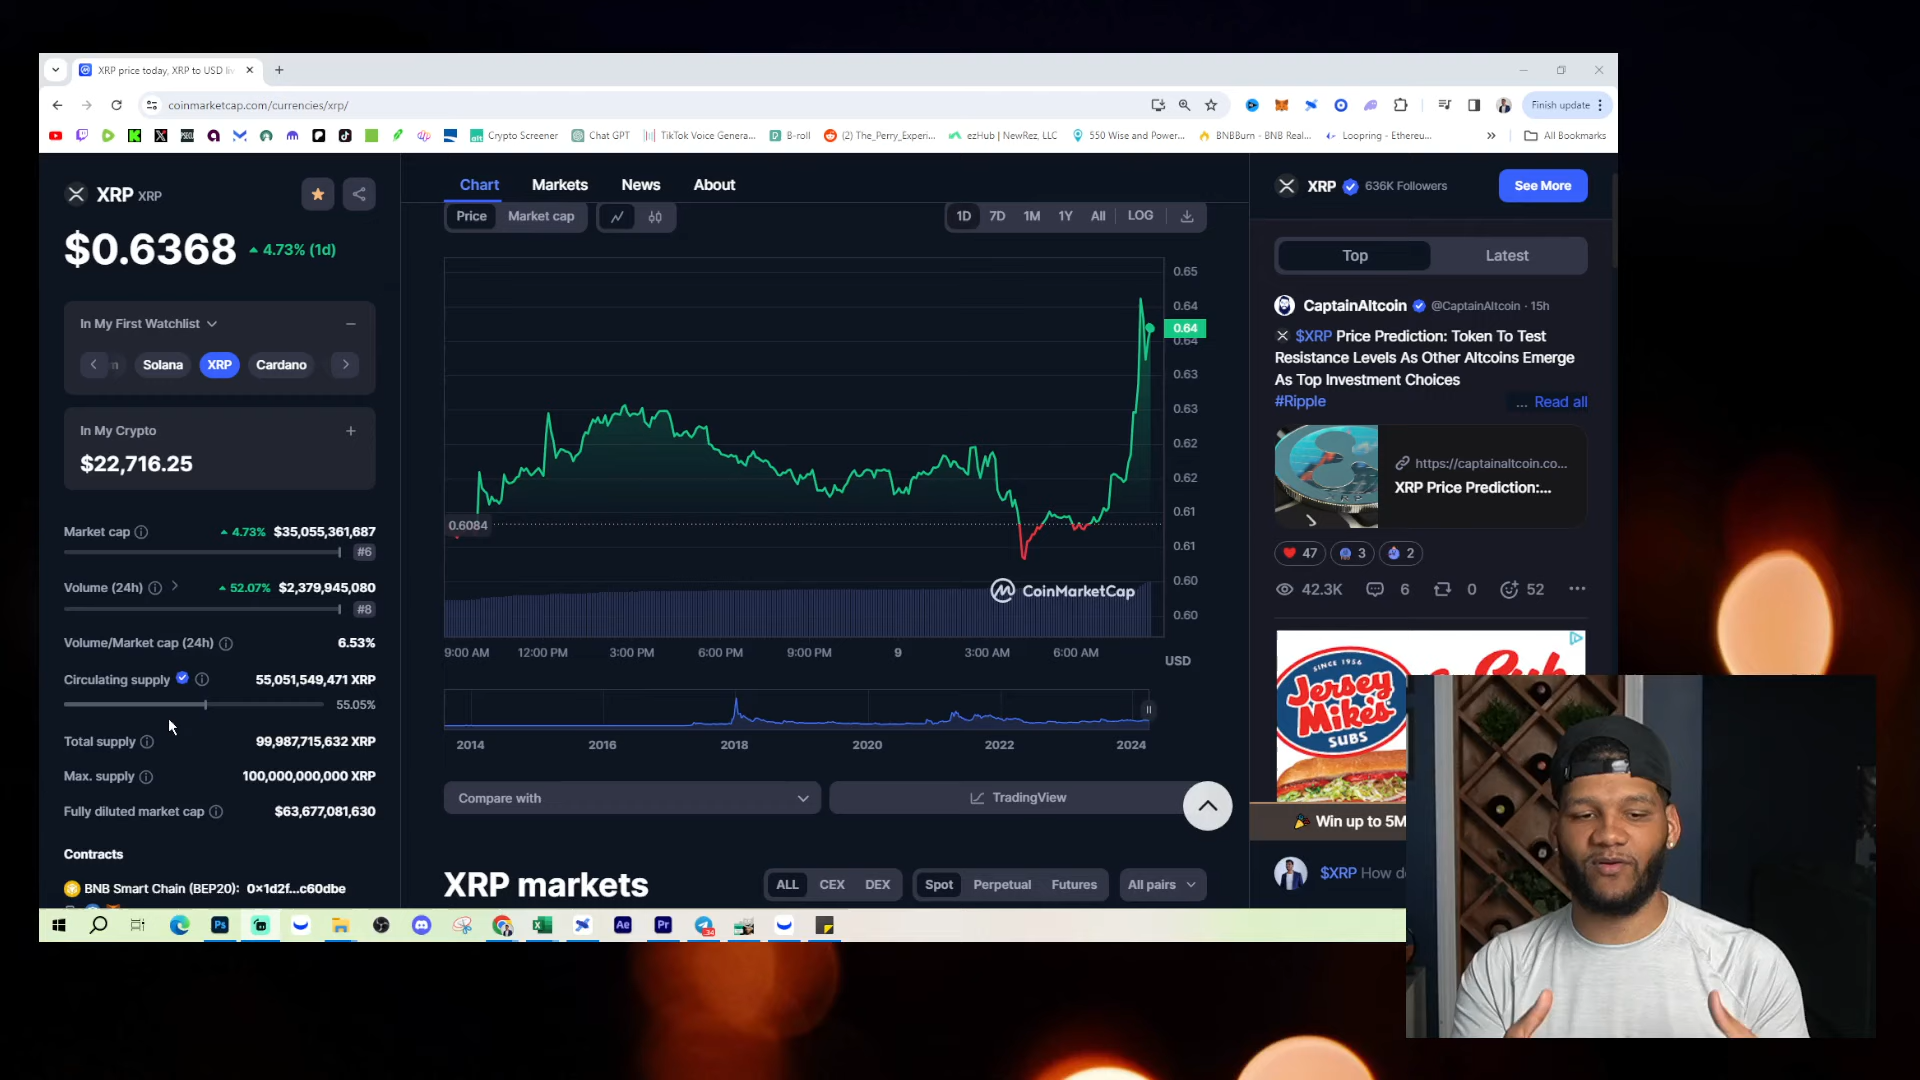 XRP price today, XRP to USD liv
coinmarketcap.com/currencies/xrp/
Finish update
Crypto Screener
Chat GPT
TikTok Voice Genera...
B-roll
(2) The_Perry_Experi...
ezHub | NewRez, LLC
550 Wise and Power...
BNBBurn - BNB Real...
Loopring - Ethereu...
All Bookmarks
XRP XRP
$0.6368 4.73% (1d)
In My First Watchlist
Solana XRP Cardano
In My Crypto
$22,716.25
Market cap 4.73% $35,055,361,687
#6
Volume (24h) 52.07% $2,379,945,080
#8
Volume/Market cap (24h) 6.53%
Circulating supply 55,051,549,471 XRP
55.05%
Total supply 99,987,715,632 XRP
Max. supply 100,000,000,000 XRP
Fully diluted market cap $63,677,081,630
Contracts
BNB Smart Chain (BEP20): 0x1d2f...c60dbe
Chart Markets News About
Price Market cap
1D 7D 1M 1Y All LOG
0.65
0.64
0.64
0.64
0.63
0.63
0.62
0.62
0.61
0.61
0.60
0.60
0.6084
CoinMarketCap
9:00 AM 12:00 PM 3:00 PM 6:00 PM 9:00 PM 9 3:00 AM 6:00 AM
USD
2014 2016 2018 2020 2022 2024
Compare with
TradingView
XRP markets
ALL CEX DEX
Spot Perpetual Futures
All pairs
XRP 636K Followers
See More
Top Latest
CaptainAltcoin @CaptainAltcoin · 15h
$XRP Price Prediction: Token To Test
Resistance Levels As Other Altcoins Emerge
As Top Investment Choices
#Ripple ... Read all
https://captainaltcoin.co...
XRP Price Prediction:...
47 3 2
42.3K 6 0 52
SINCE 1956
Jersey
Mike's
SUBS
Win up to 5M
$XRP How do
Ps
Ae
Pr